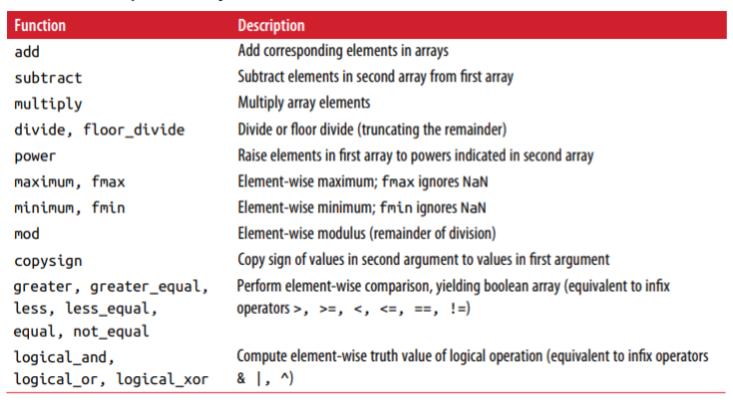 Function Description
add Add corresponding elements in arrays
subtract Subtract elements in second array from first array
multiply Multiply array elements
divide, floor_divide Divide or floor divide (truncating the remainder)
power Raise elements in first array to powers indicated in second array
maximum, fmax Element-wise maximum; fmax ignores NaN
minimum, fmin Element-wise minimum; fmin ignores NaN
mod Element-wise modulus (remainder of division)
copysign Copy sign of values in second argument to values in first argument
greater, greater_equal, Perform element-wise comparison, yielding boolean array (equivalent to infix
less, less_equal, operators >, >=, <, <=, ==, !=)
equal, not_equal
logical_and, Compute element-wise truth value of logical operation (equivalent to infix operators
logical_or, logical_xor & |, ^)